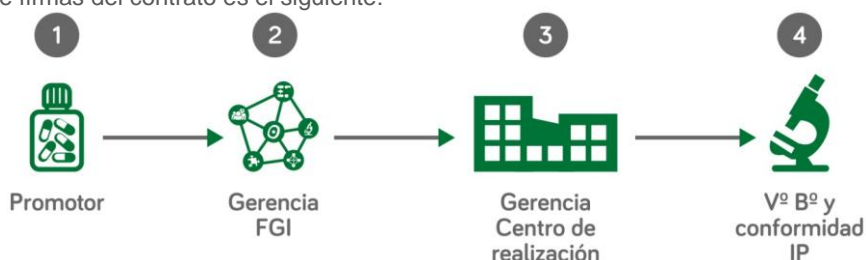 e firmas del contrato es el siguiente:
1 2 3 4
Promotor Gerencia Gerencia Vº Bº y
FGI Centro de conformidad
realización IP